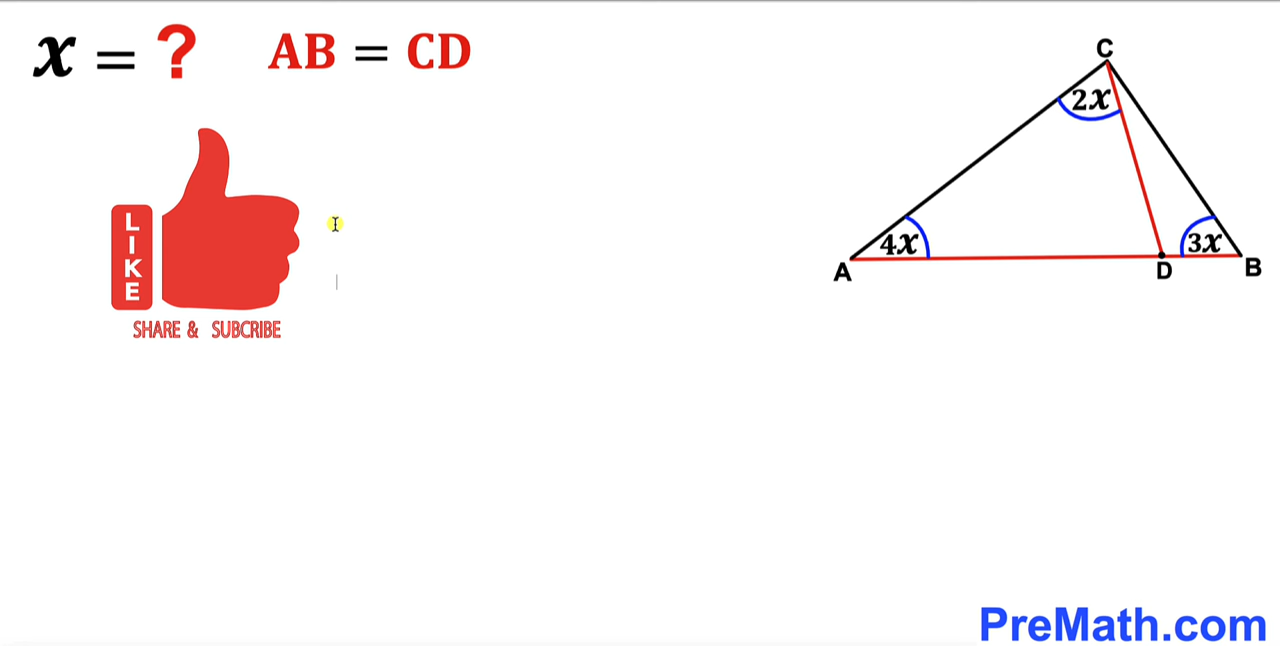 x = ? AB = CD
C
2x
LIKE
4x
3x
A
D
B
SHARE & SUBCRIBE
PreMath.com